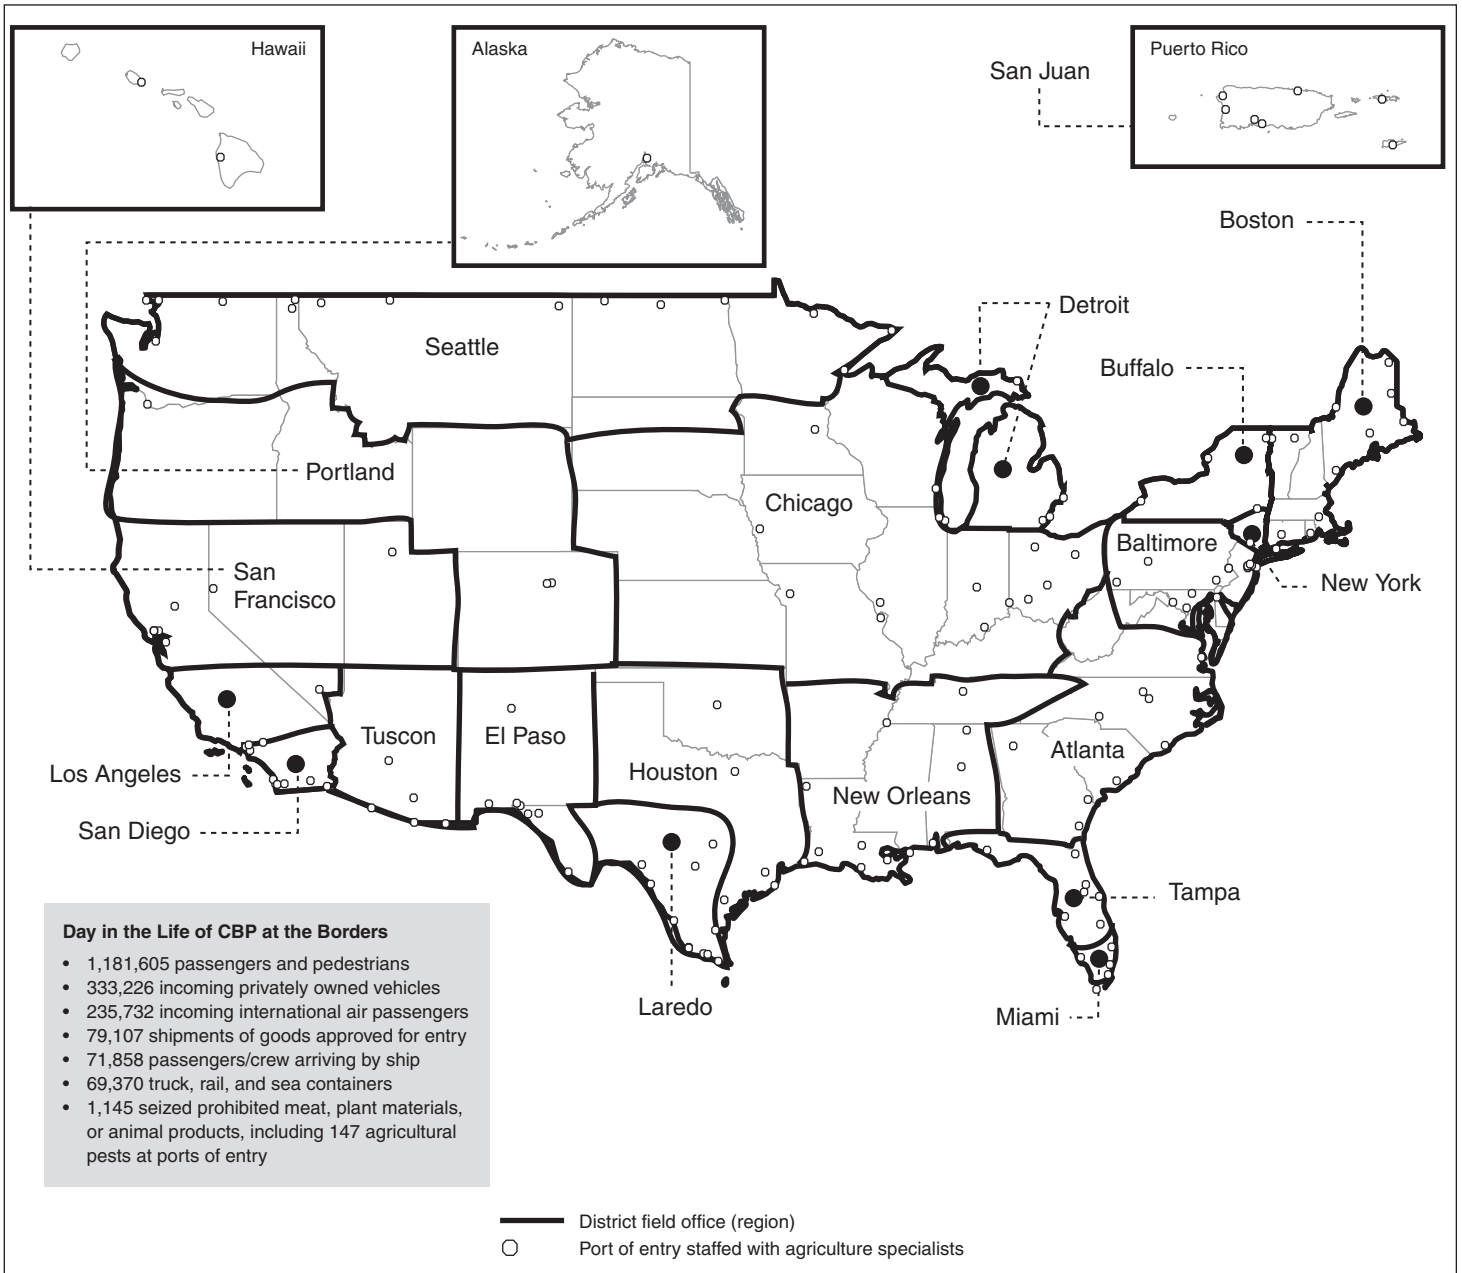 Hawaii
Alaska
Puerto Rico
San Juan
Boston
Detroit
Seattle
Buffalo
Portland
Chicago
Baltimore
San
Francisco
New York
Tuscon
El Paso
Atlanta
Los Angeles
Houston
New Orleans
San Diego
Tampa
Laredo
Miami
Day in the Life of CBP at the Borders
• 1,181,605 passengers and pedestrians
• 333,226 incoming privately owned vehicles
• 235,732 incoming international air passengers
• 79,107 shipments of goods approved for entry
• 71,858 passengers/crew arriving by ship
• 69,370 truck, rail, and sea containers
• 1,145 seized prohibited meat, plant materials,
or animal products, including 147 agricultural
pests at ports of entry
District field office (region)
Port of entry staffed with agriculture specialists